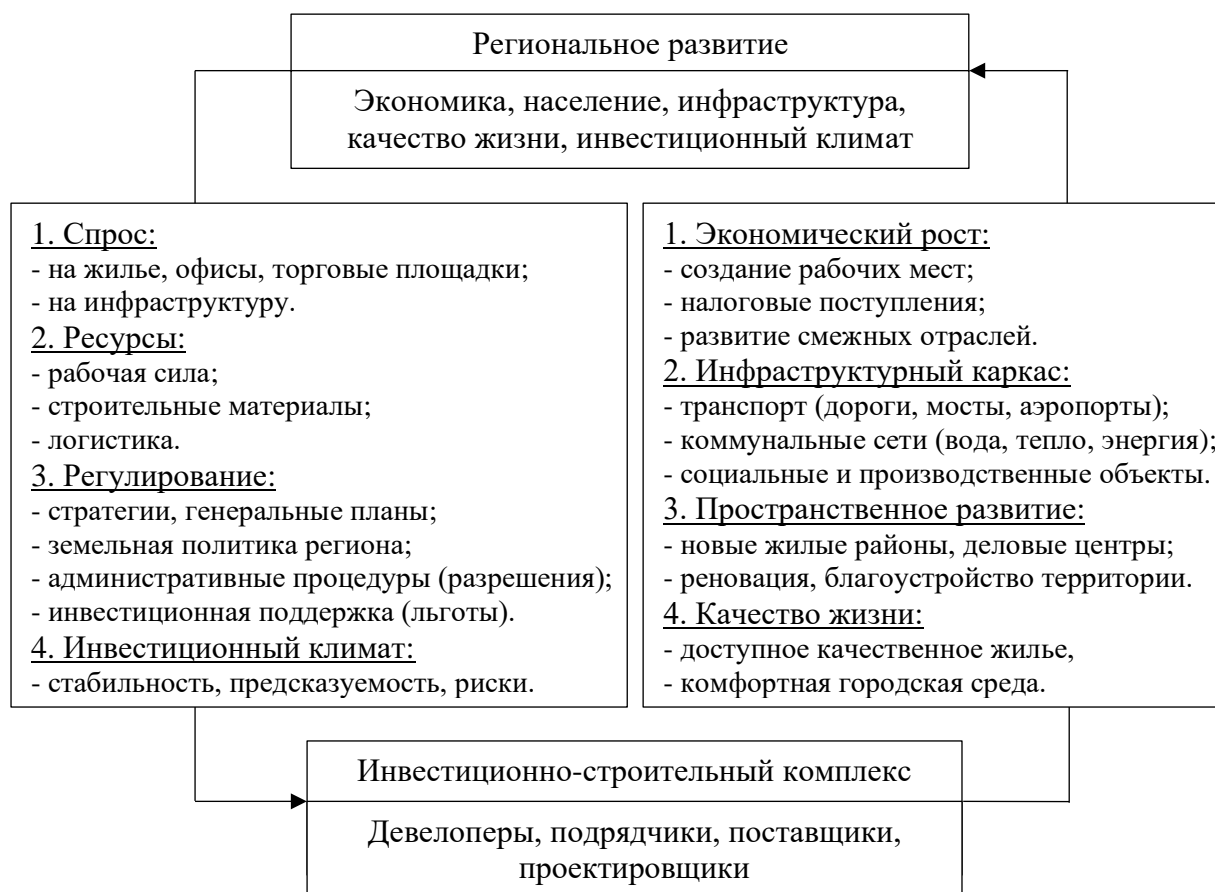 Региональное развитие
Экономика, население, инфраструктура,
качество жизни, инвестиционный климат
1. Спрос:
- на жилье, офисы, торговые площадки;
- на инфраструктуру.
2. Ресурсы:
- рабочая сила;
- строительные материалы;
- логистика.
3. Регулирование:
- стратегии, генеральные планы;
- земельная политика региона;
- административные процедуры (разрешения);
- инвестиционная поддержка (льготы).
4. Инвестиционный климат:
- стабильность, предсказуемость, риски.
1. Экономический рост:
- создание рабочих мест;
- налоговые поступления;
- развитие смежных отраслей.
2. Инфраструктурный каркас:
- транспорт (дороги, мосты, аэропорты);
- коммунальные сети (вода, тепло, энергия);
- социальные и производственные объекты.
3. Пространственное развитие:
- новые жилые районы, деловые центры;
- реновация, благоустройство территории.
4. Качество жизни:
- доступное качественное жилье,
- комфортная городская среда.
Инвестиционно-строительный комплекс
Девелоперы, подрядчики, поставщики,
проектировщики